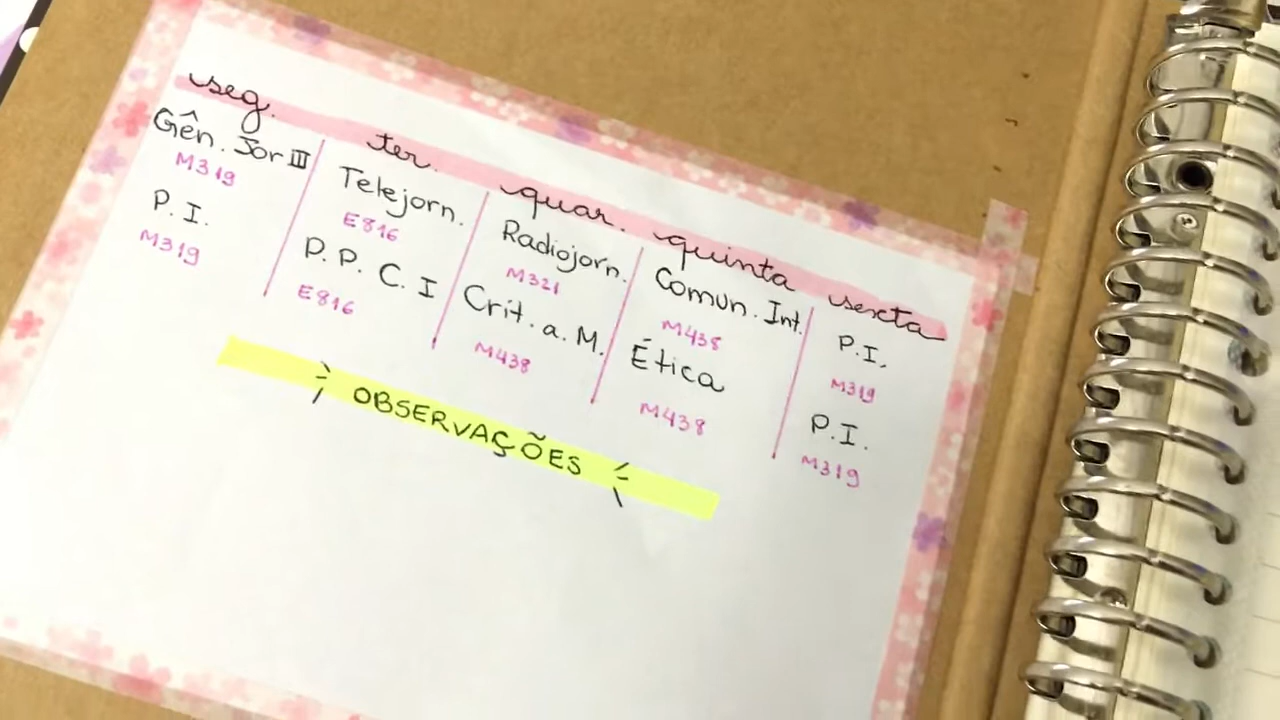 seg. ter. quar. quinta sexta
Gên. Jor III Telejorn. Radiojorn. Comun. Int. P.I.
M319 E816 M321 M438 M319
P. I. P. P. C. I Crít. a. M. Ética P.I.
M319 E816 M438 M438 M319
OBSERVAÇÕES